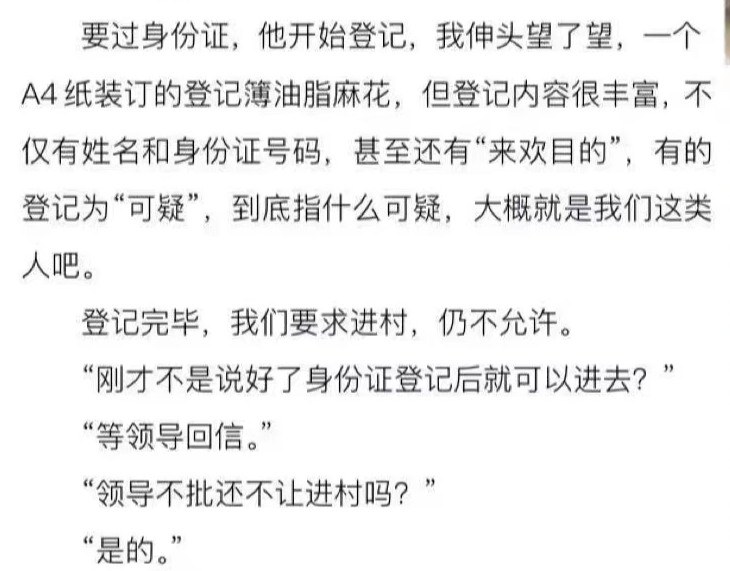 要过身份证，他开始登记，我伸头望了望，一个
A4纸装订的登记簿油脂麻花，但登记内容很丰富，不
仅有姓名和身份证号码，甚至还有“来欢目的”，有的
登记为“可疑”，到底指什么可疑，大概就是我们这类
人吧。
登记完毕，我们要求进村，仍不允许。
“刚才不是说好了身份证登记后就可以进去？”
“等领导回信。”
“领导不批还不让进村吗？”
“是的。”